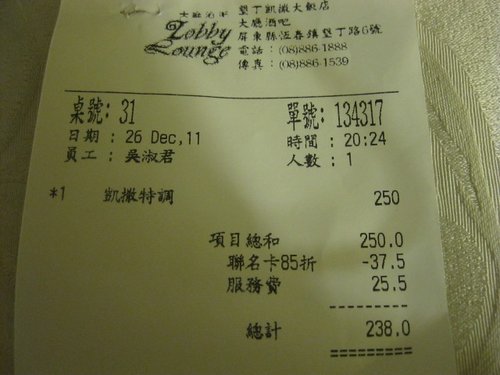 大廳酒吧
Lobby
Lounge
墾丁凱撒大飯店
大廳酒吧
屏東縣恆春鎮墾丁路6號
電話：(08)886-1888
傳真：(08)886-1539
桌號: 31 單號: 134317
日期 : 26 Dec,11 時間 : 20:24
員工 : 吳淑君 人數 : 1
*1 凱撒特調 250
項目總和 250.0
聯名卡85折 -37.5
服務費 25.5
---------
總計 238.0
=========